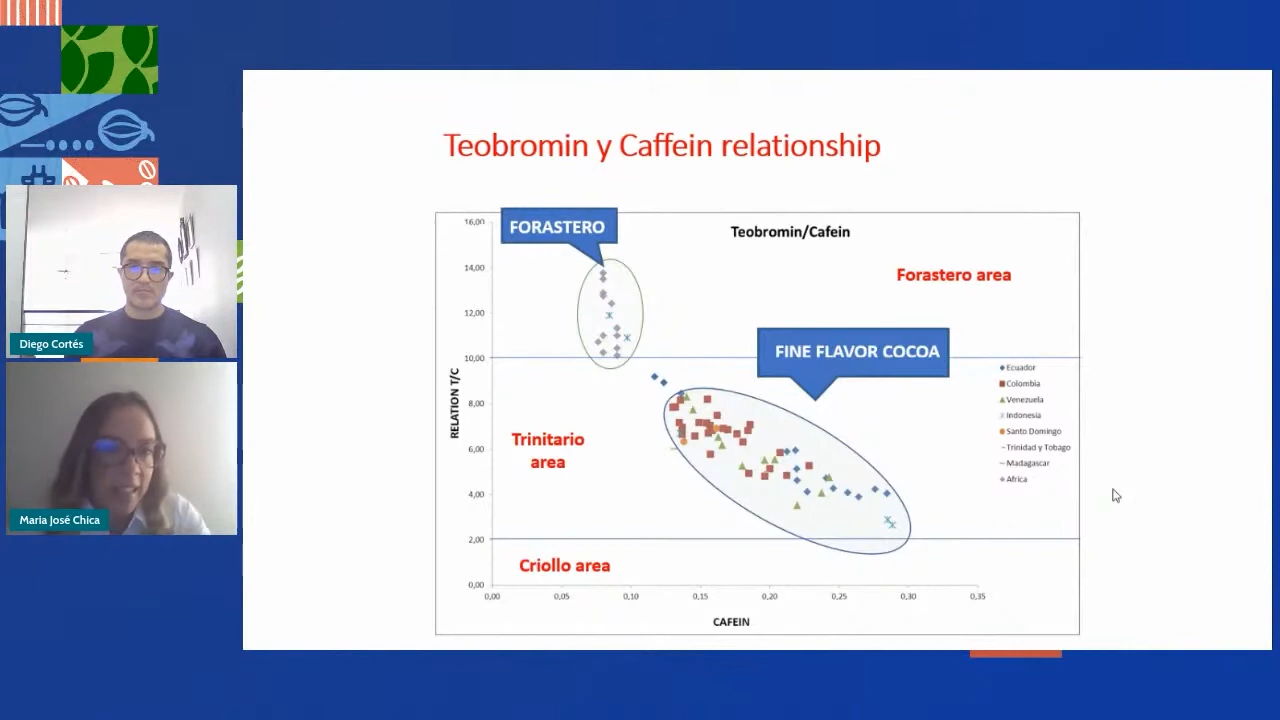 Teobromin y Caffein relationship
Teobromin/Cafein
FORASTERO
Forastero area
FINE FLAVOR COCOA
Trinitario
area
Criollo area
RELATION T/C
16,00
14,00
12,00
10,00
8,00
6,00
4,00
2,00
0,00
0,00
0,05
0,10
0,15
0,20
0,25
0,30
0,35
CAFEIN
Ecuador
Colombia
Venezuela
Indonesia
Santo Domingo
Trinidad y Tobago
Madagascar
Africa
Diego Cortés
Maria José Chica